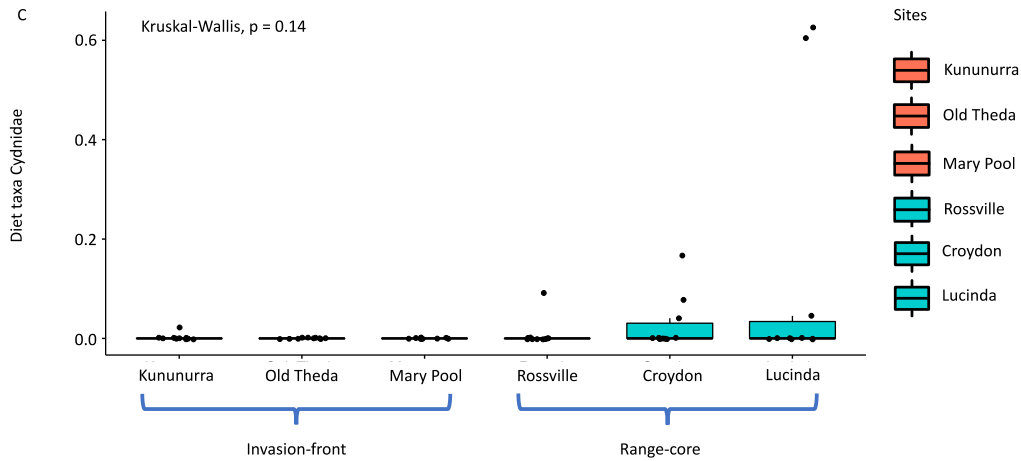 C
Kruskal-Wallis, p = 0.14
Diet taxa Cydnidae
0.6
0.4
0.2
0.0
Kununurra Old Theda Mary Pool Rossville Croydon Lucinda
Invasion-front Range-core
Sites
Kununurra
Old Theda
Mary Pool
Rossville
Croydon
Lucinda